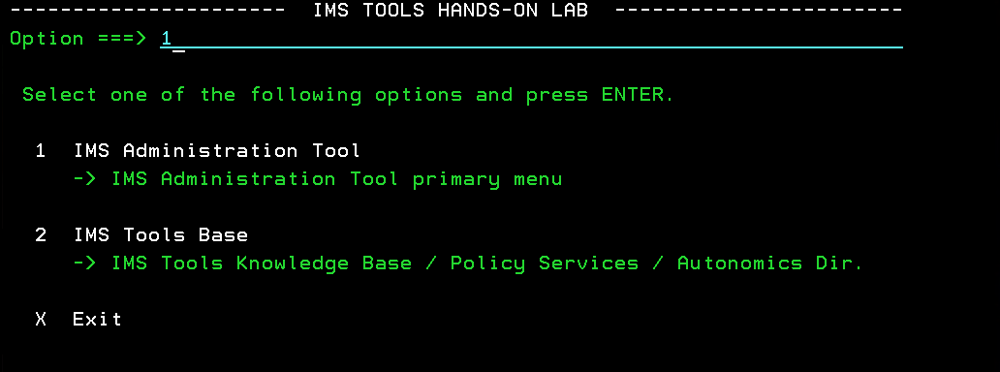 ----------------------  IMS TOOLS HANDS-ON LAB  -----------------------
Option ===> 1_
Select one of the following options and press ENTER.
1  IMS Administration Tool
-> IMS Administration Tool primary menu
2  IMS Tools Base
-> IMS Tools Knowledge Base / Policy Services / Autonomics Dir.
X  Exit